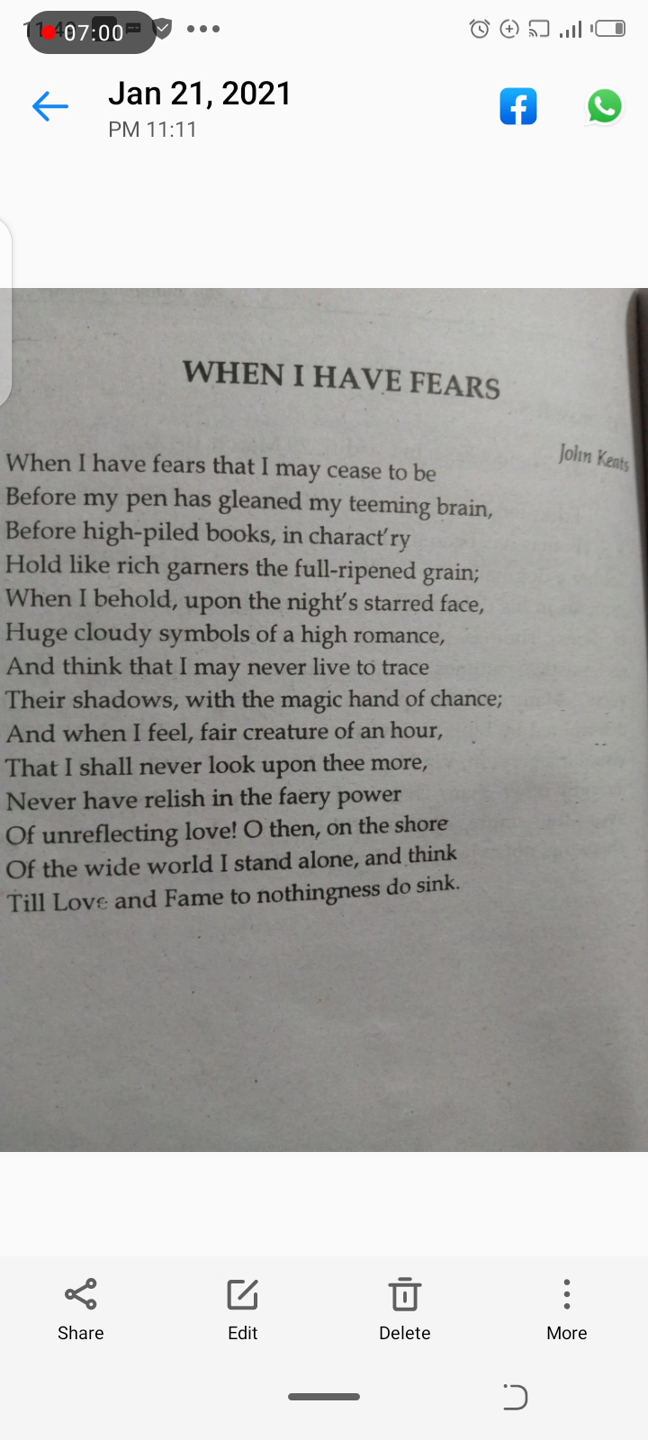 07:00
Jan 21, 2021
PM 11:11
WHEN I HAVE FEARS
John Keats
When I have fears that I may cease to be
Before my pen has gleaned my teeming brain,
Before high-piled books, in charact'ry
Hold like rich garners the full-ripened grain;
When I behold, upon the night's starred face,
Huge cloudy symbols of a high romance,
And think that I may never live to trace
Their shadows, with the magic hand of chance;
And when I feel, fair creature of an hour,
That I shall never look upon thee more,
Never have relish in the faery power
Of unreflecting love! O then, on the shore
Of the wide world I stand alone, and think
Till Love and Fame to nothingness do sink.
Share
Edit
Delete
More